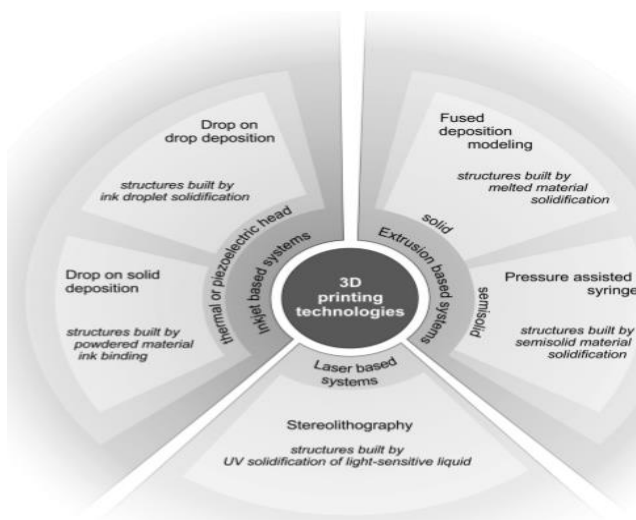 Drop on
drop deposition
structures built by
ink droplet solidification
Drop on solid
deposition
structures built by
powdered material
ink binding
thermal or piezoelectric head
Inkjet based systems
3D
printing
technologies
Fused
deposition
modeling
structures built by
melted material
solidification
solid
Extrusion based systems
semisolid
Pressure assisted
syringe
structures built by
semisolid material
solidification
Laser based
systems
Stereolithography
structures built by
UV solidification of light-sensitive liquid